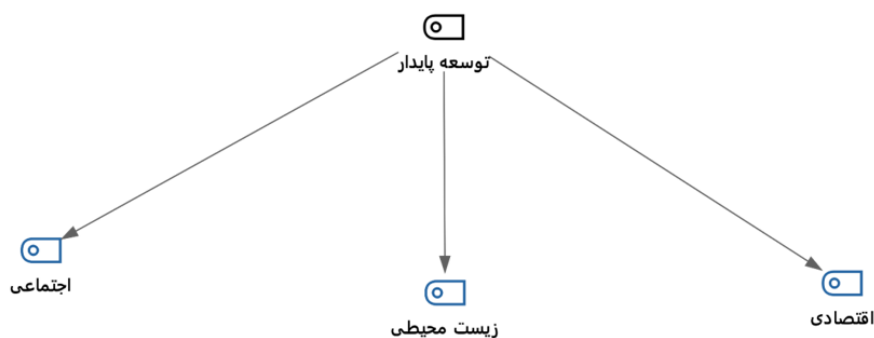 توسعه پایدار
اجتماعی
زیست محیطی
اقتصادی